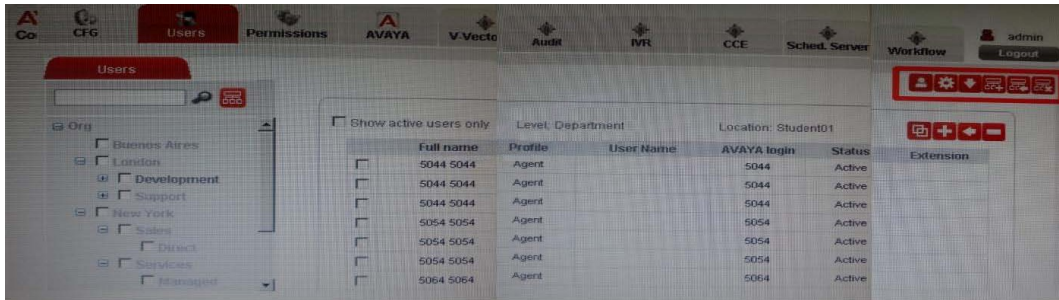 A
Co
CFG
Users
Permissions
AVAYA
V-Vecto
Audit
IVR
CCE
Sched. Server
Workflow
admin
Logout
Users
Org
Buenos Aires
London
Development
Support
New York
Sales
Direct
Services
Managed
Show active users only Level: Department Location: Student01
Full name Profile User Name AVAYA login Status Extension
5044 5044 Agent 5044 Active
5044 5044 Agent 5044 Active
5044 5044 Agent 5044 Active
5054 5054 Agent 5054 Active
5054 5054 Agent 5054 Active
5054 5054 Agent 5054 Active
5064 5064 Agent 5064 Active